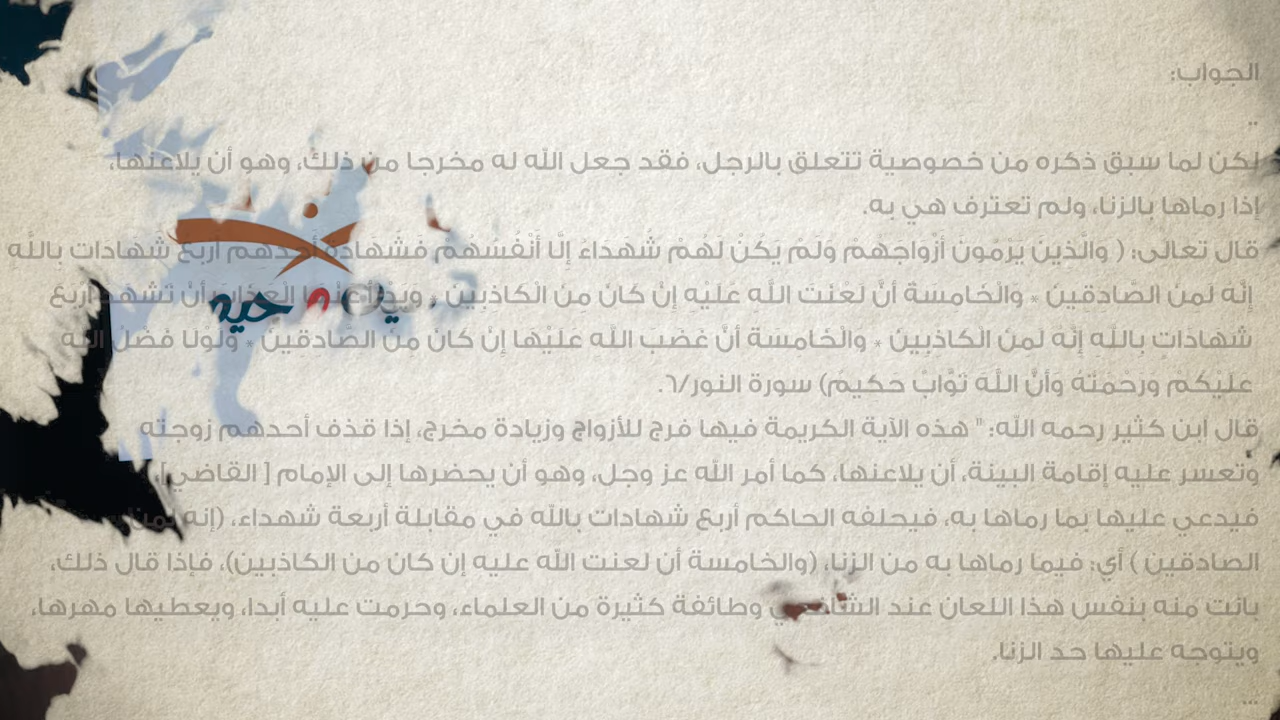 الجواب:
..
لكن لما سبق ذكره من خصوصية تتعلق بالرجل، فقد جعل الله له مخرجا من ذلك، وهو أن يلاعنها،
إذا رماها بالزنا، ولم تعترف هي به.
قال تعالى: ( والَّذِينَ يَرْمُونَ أَزْوَاجَهُمْ وَلَمْ يَكُن لَهُمْ شُهَداءُ إِلَّا أَنْفُسُهُمْ فَشَهَادَةُ أَحَدِهِمْ أَرْبَعُ شَهَادَاتٍ بِاللَّهِ
إِنَّهُ لَمِنَ الصَّادِقِينَ * وَالْخَامِسَةُ أَنَّ لَعْنَتَ اللَّهِ عَلَيْهِ إِنْ كَانَ مِنَ الْكَاذِبِينَ * الْعَذَابَ أَنْ تَشْهَدَ أَرْبَعَ
شَهَادَاتٍ بِاللَّهِ إِنَّهُ لَمِنَ الْكَاذِبِينَ * وَالْخَامِسَةَ أَنَّ غَضَبَ اللَّهِ عَلَيْهَا إِنْ كَانَ مِنَ الصَّادِقِينَ * وَلَوْلَا فَضْلُ اللَّهِ
عَلَيْكُمْ وَرَحْمَتُهُ وَأَنَّ اللَّهَ تَوَّابٌ حَكِيمٌ) سورة النور/٦.
قال ابن كثير رحمه الله: " هذه الآية الكريمة فيها فرج للأزواج وزيادة مخرج، إذا قذف أحدهم زوجته
وتعسر عليه إقامة البينة، أن يلاعنها، كما أمر الله عز وجل، وهو أن يحضرها إلى الإمام [ القاضي]،
فيدعي عليها بما رماها به، فيحلفه الحاكم أربع شهادات بالله في مقابلة أربعة شهداء، (إنه لمن
الصادقين ) أي: فيما رماها به من الزنا، (والخامسة أن لعنت الله عليه إن كان من الكاذبين)، فإذا قال ذلك،
بانت منه بنفس هذا اللعان عند الشافعي وطائفة كثيرة من العلماء، وحرمت عليه أبدا، ويعطيها مهرها،
ويتوجه عليها حد الزنا.
...